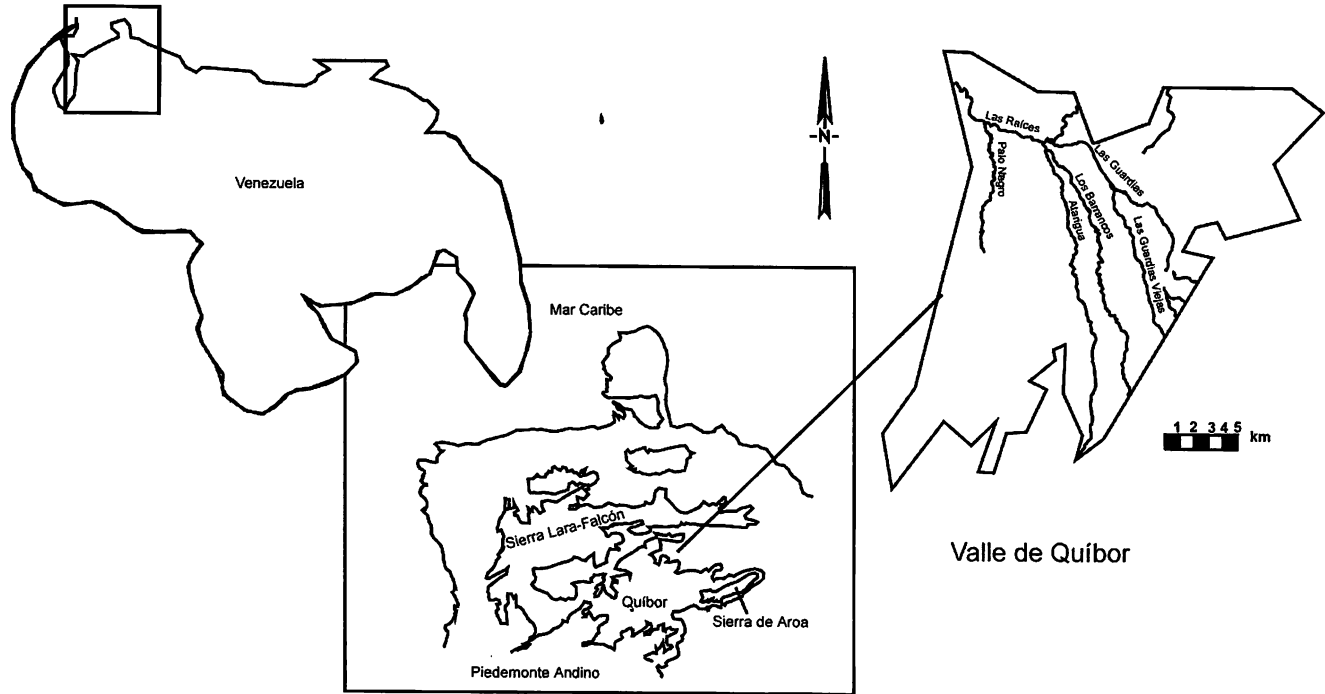 Venezuela
-N-
Las Raíces
Palo Negro
Las Guardias
Los Barrancos
Atarigua
Las Guardias Viejas
1 2 3 4 5 km
Valle de Quíbor
Mar Caribe
Sierra Lara-Falcón
Quíbor
Sierra de Aroa
Piedemonte Andino